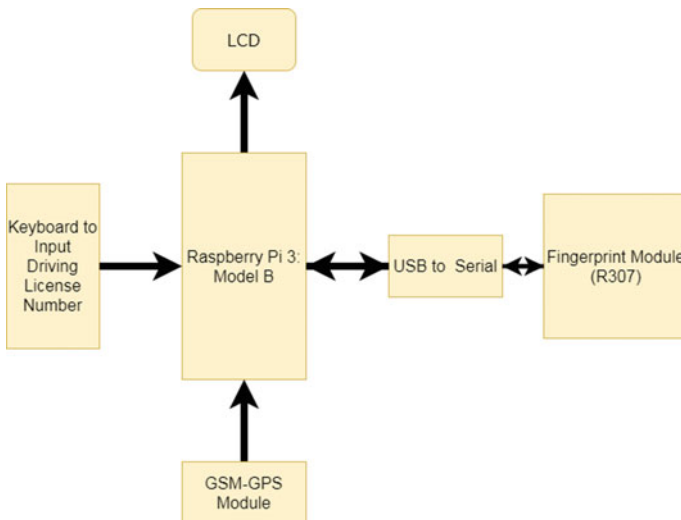 LCD
Keyboard to
Input
Driving
License
Number
Raspberry Pi 3:
Model B
USB to Serial
Fingerprint Module
(R307)
GSM-GPS
Module